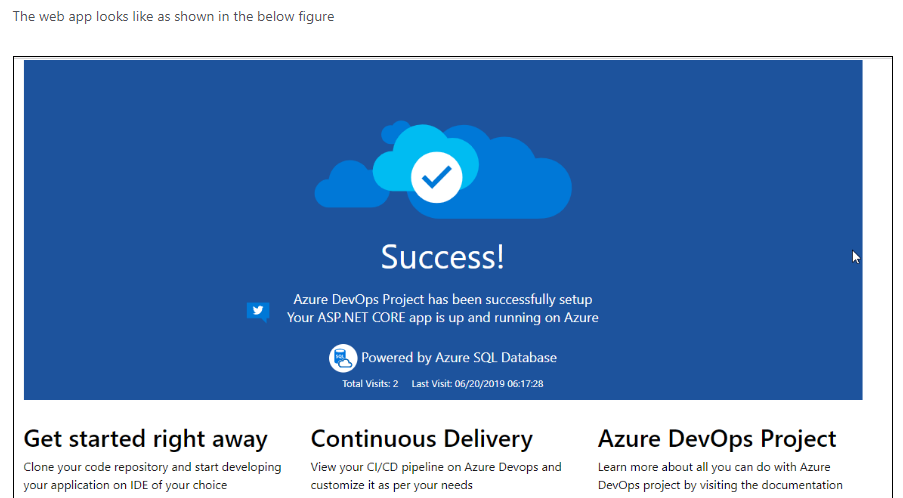 The web app looks like as shown in the below figure
Success!
Azure DevOps Project has been successfully setup
Your ASP.NET CORE app is up and running on Azure
SQL
Powered by Azure SQL Database
Total Visits: 2 Last Visit: 06/20/2019 06:17:28
Get started right away
Clone your code repository and start developing
your application on IDE of your choice
Continuous Delivery
View your CI/CD pipeline on Azure Devops and
customize it as per your needs
Azure DevOps Project
Learn more about all you can do with Azure
DevOps project by visiting the documentation